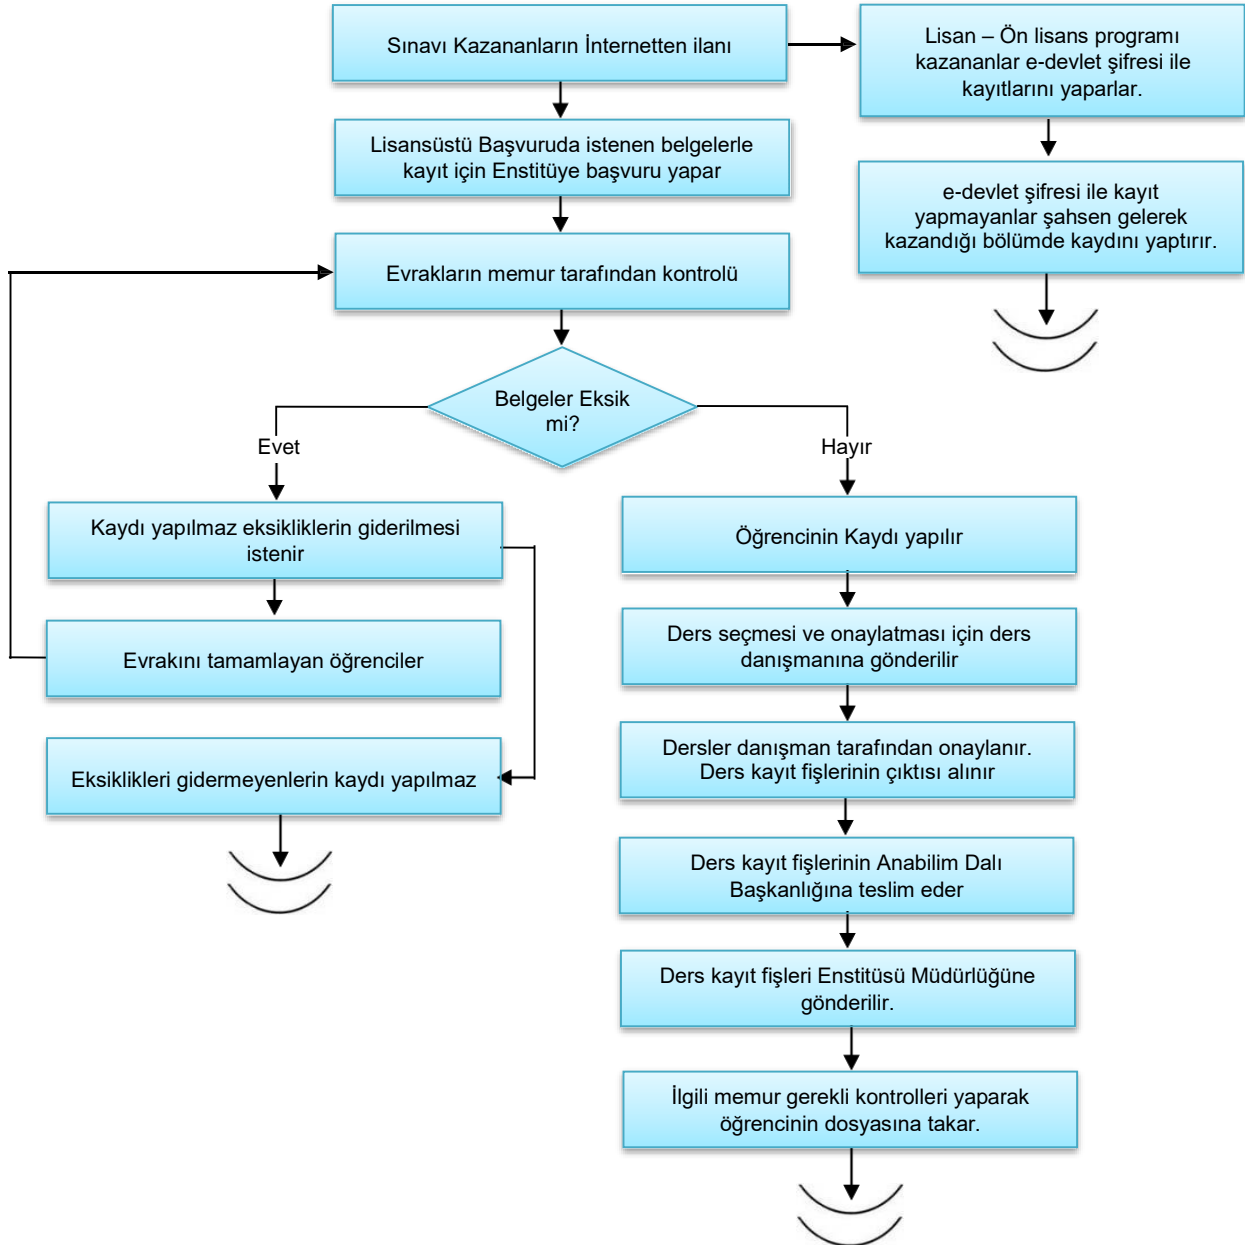 Sınavı Kazananların İnternetten ilanı
Lisan – Ön lisans programı
kazananlar e-devlet şifresi ile
kayıtlarını yaparlar.
Lisansüstü Başvuruda istenen belgelerle
kayıt için Enstitüye başvuru yapar
e-devlet şifresi ile kayıt
yapmayanlar şahsen gelerek
kazandığı bölümde kaydını yaptırır.
Evrakların memur tarafından kontrolü
Belgeler Eksik
mi?
Evet
Hayır
Kaydı yapılmaz eksikliklerin giderilmesi
istenir
Öğrencinin Kaydı yapılır
Evrakını tamamlayan öğrenciler
Ders seçmesi ve onaylatması için ders
danışmanına gönderilir
Eksiklikleri gidermeyenlerin kaydı yapılmaz
Dersler danışman tarafından onaylanır.
Ders kayıt fişlerinin çıktısı alınır
Ders kayıt fişlerinin Anabilim Dalı
Başkanlığına teslim eder
Ders kayıt fişleri Enstitüsü Müdürlüğüne
gönderilir.
İlgili memur gerekli kontrolleri yaparak
öğrencinin dosyasına takar.